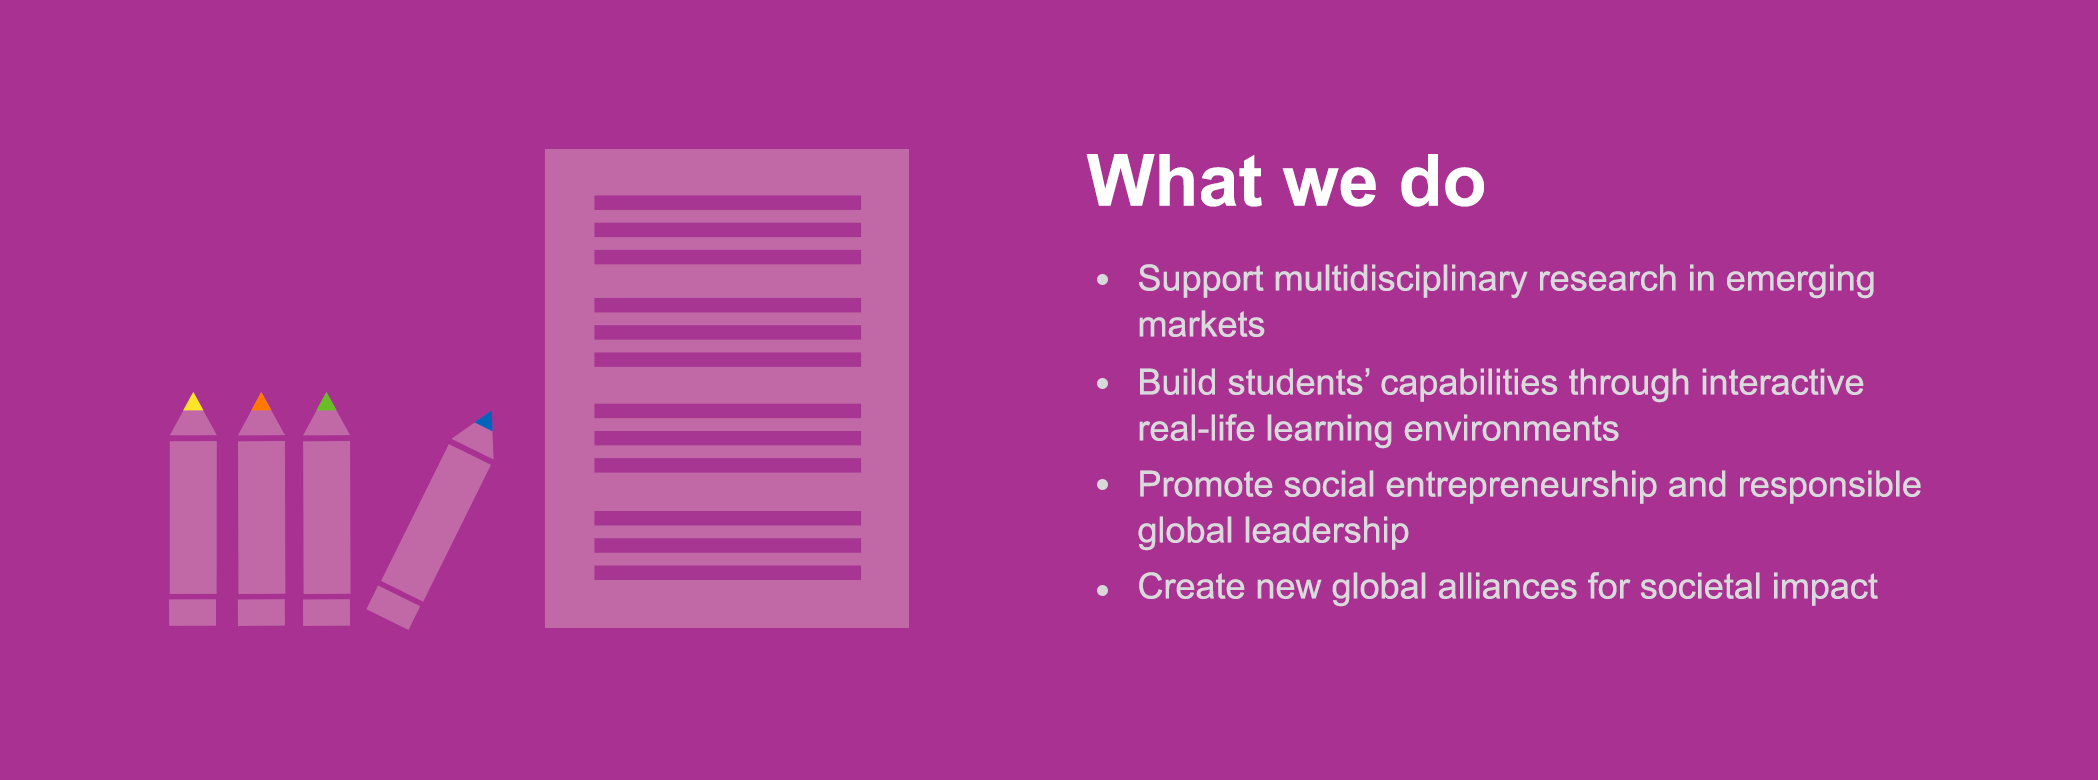 What we do
• Support multidisciplinary research in emerging
markets
• Build students’ capabilities through interactive
real-life learning environments
• Promote social entrepreneurship and responsible
global leadership
• Create new global alliances for societal impact